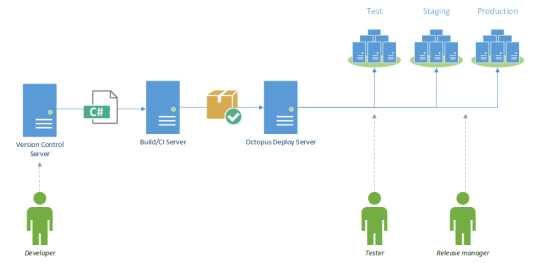 Test
Staging
Production
C#
Version Control
Server
Build/CI Server
Octopus Deploy Server
Developer
Tester
Release manager